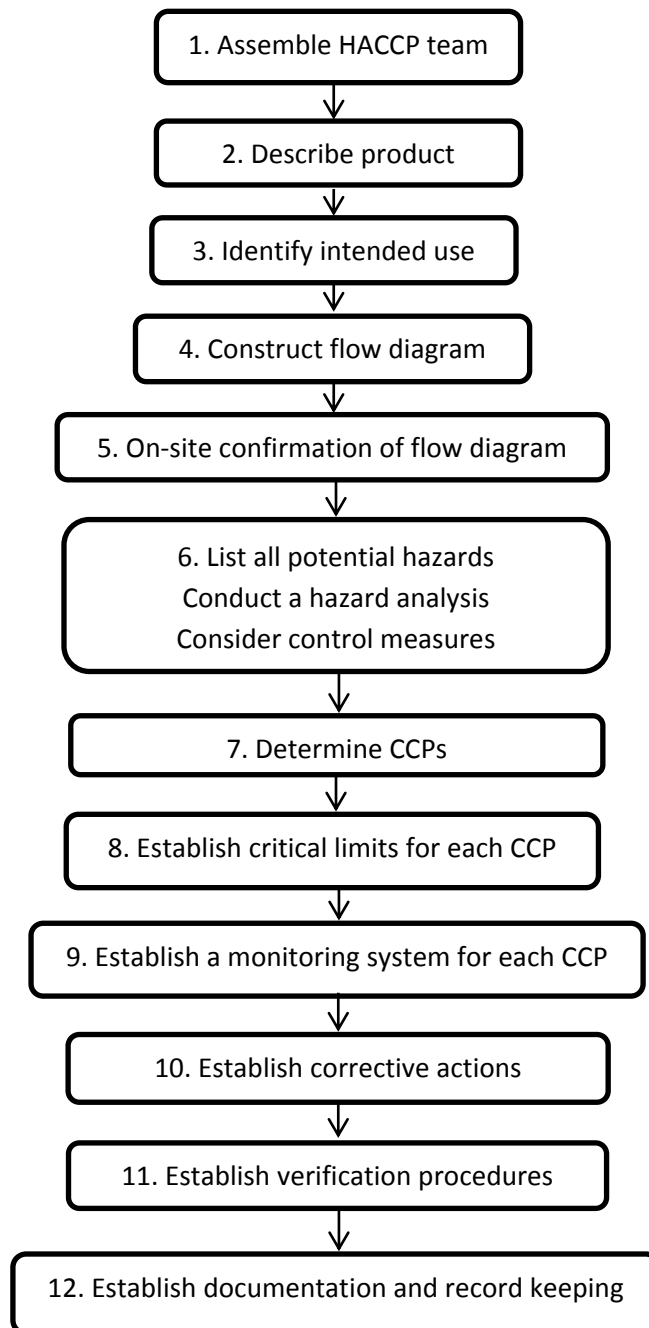 1. Assemble HACCP team
2. Describe product
3. Identify intended use
4. Construct flow diagram
5. On-site confirmation of flow diagram
6. List all potential hazards
Conduct a hazard analysis
Consider control measures
7. Determine CCPs
8. Establish critical limits for each CCP
9. Establish a monitoring system for each CCP
10. Establish corrective actions
11. Establish verification procedures
12. Establish documentation and record keeping